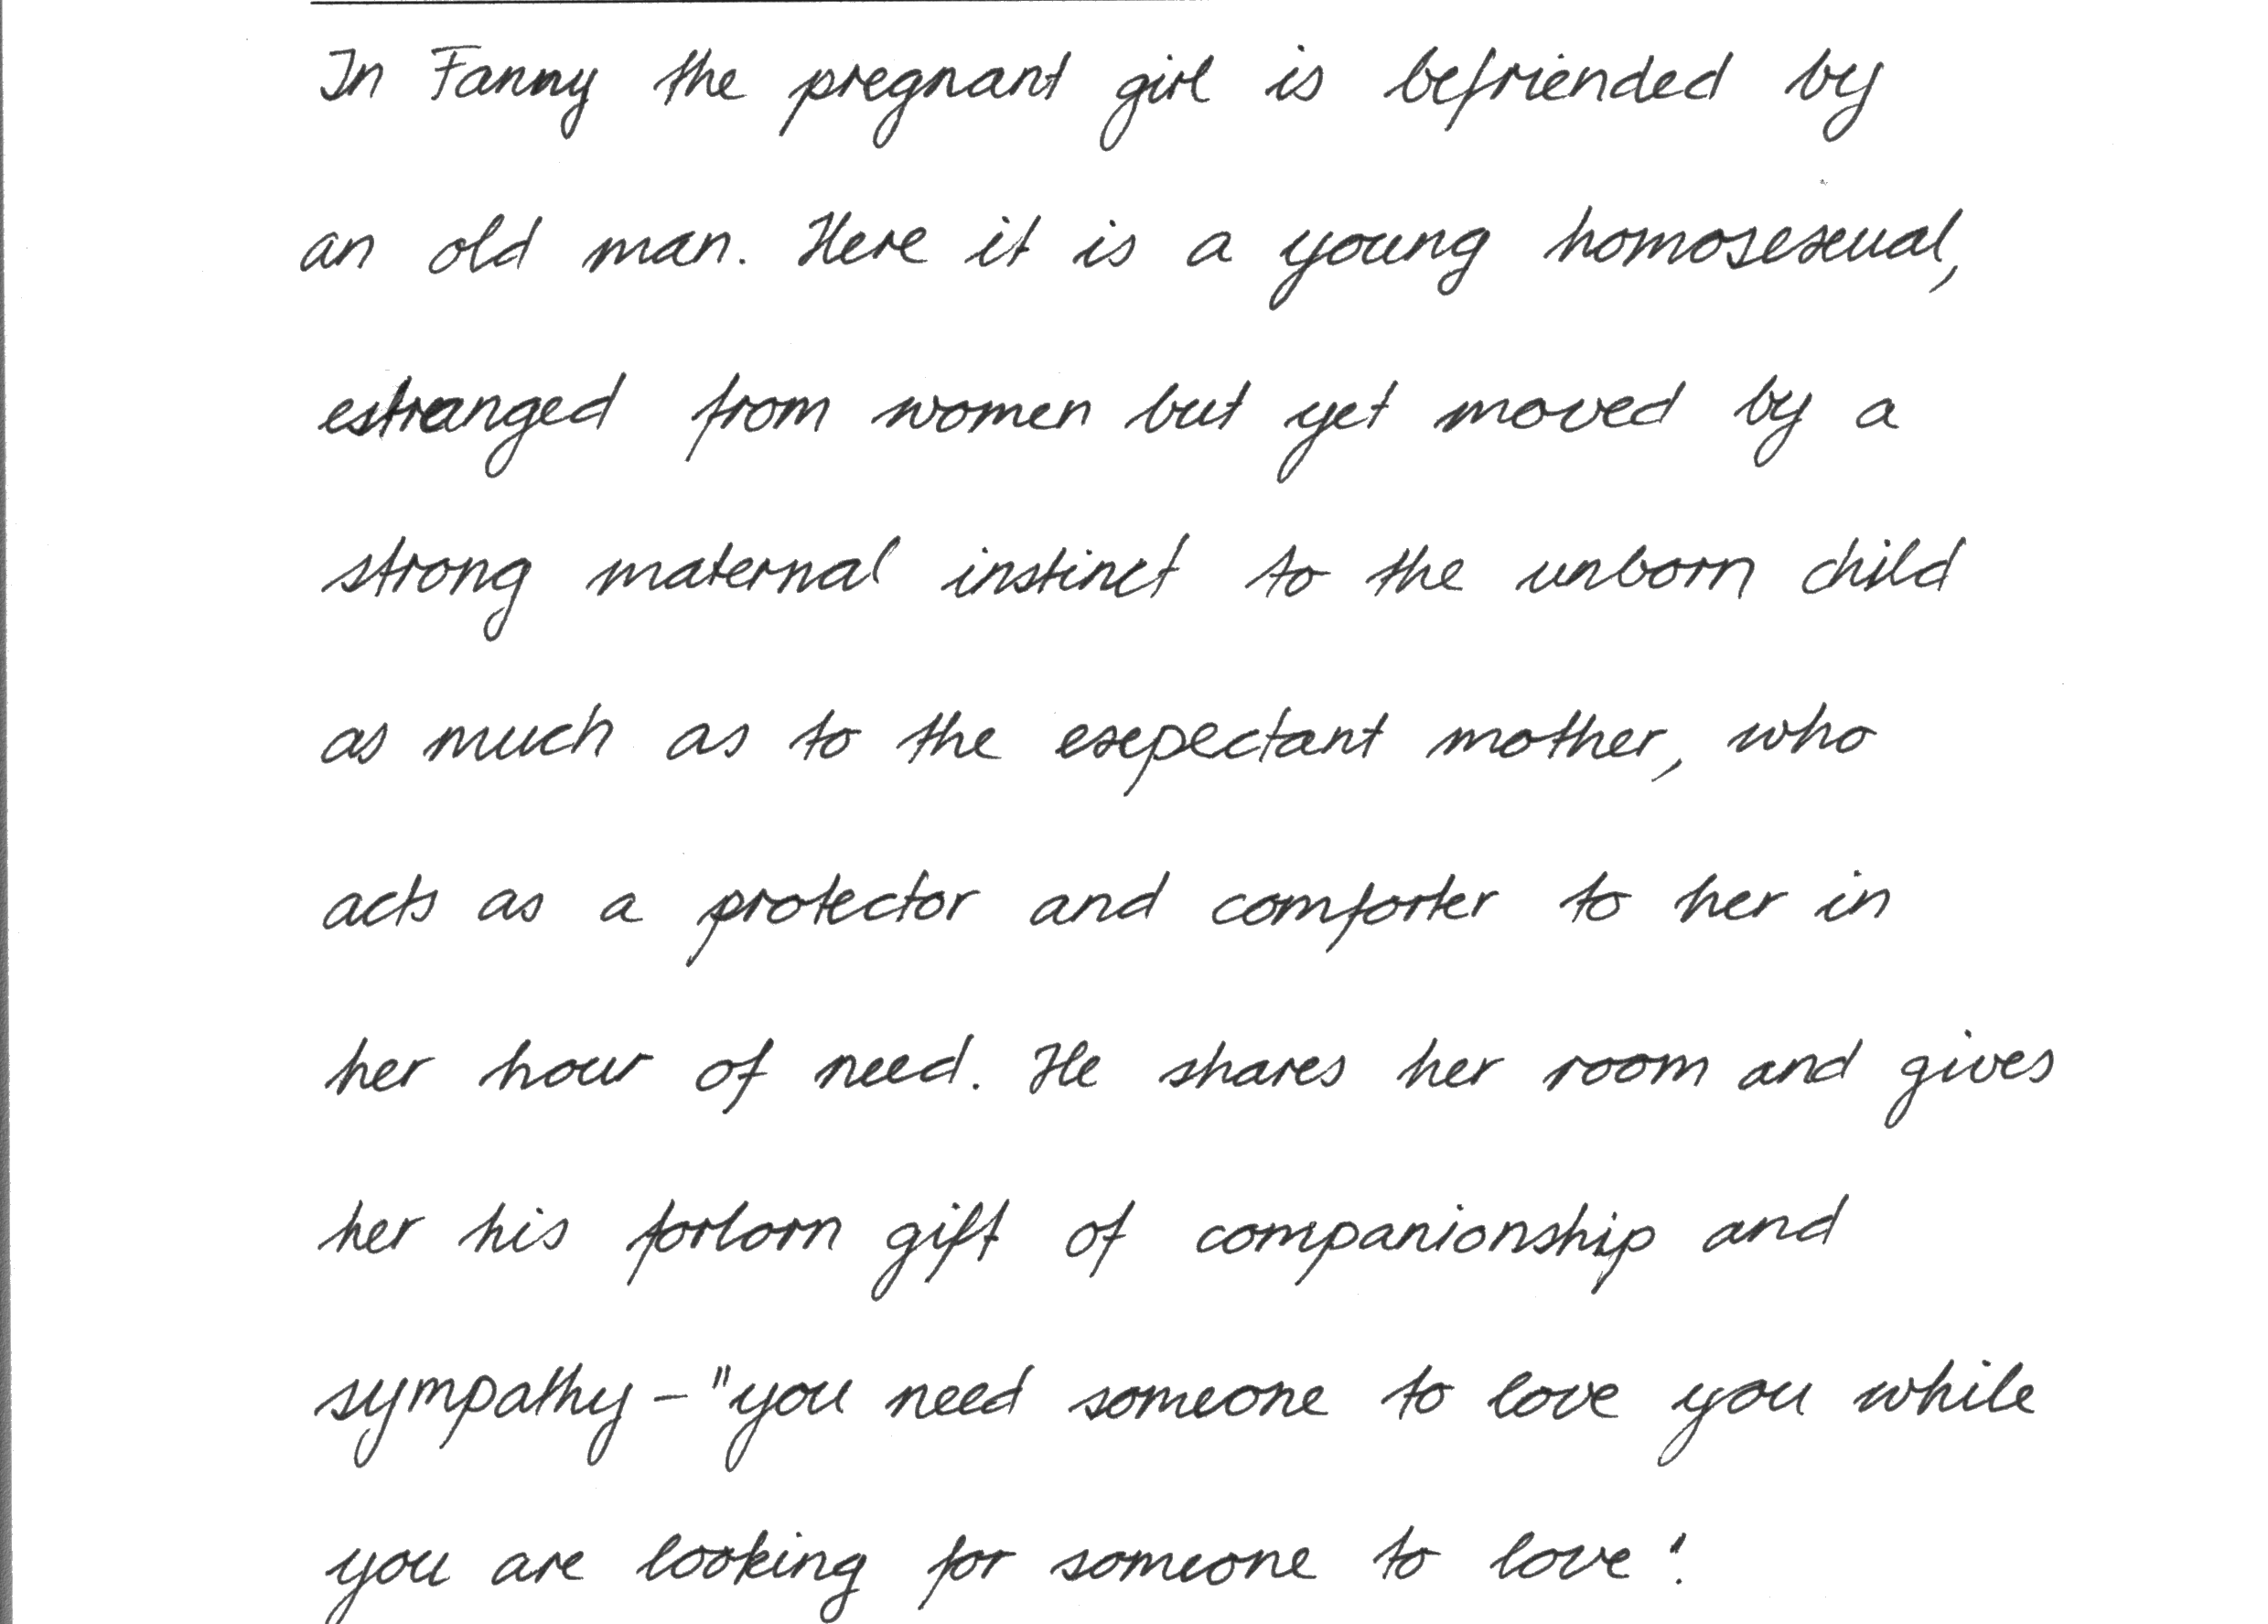 In Fanny the pregnant girl is befriended by
an old man. Here it is a young homosexual,
estranged from women but yet moved by a
strong maternal instinct to the unborn child
as much as to the expectant mother, who
acts as a protector and comforter to her in
her hour of need. He shares her room and gives
her his forlorn gift of companionship and
sympathy - "you need someone to love you while
you are looking for someone to love".